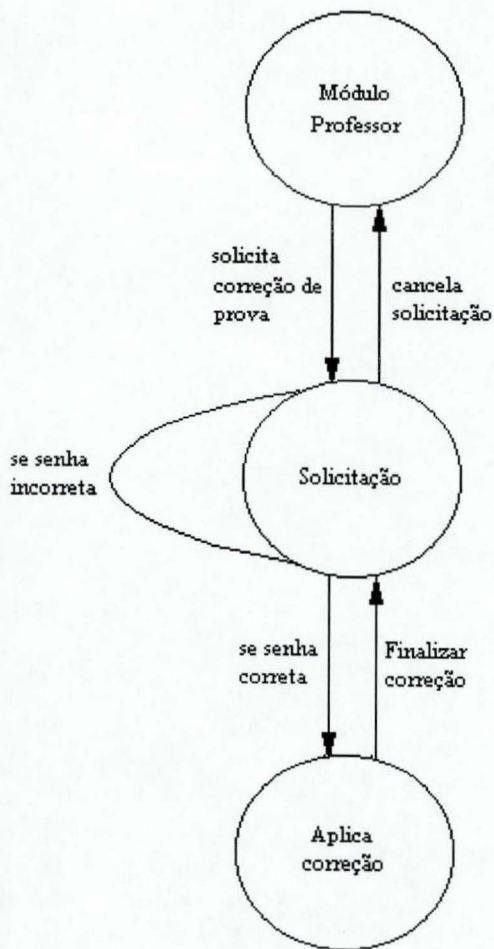 Módulo
Professor
solicita
correção de
prova
cancela
solicitação
se senha
incorreta
Solicitação
se senha
correta
Finalizar
correção
Aplica
correção